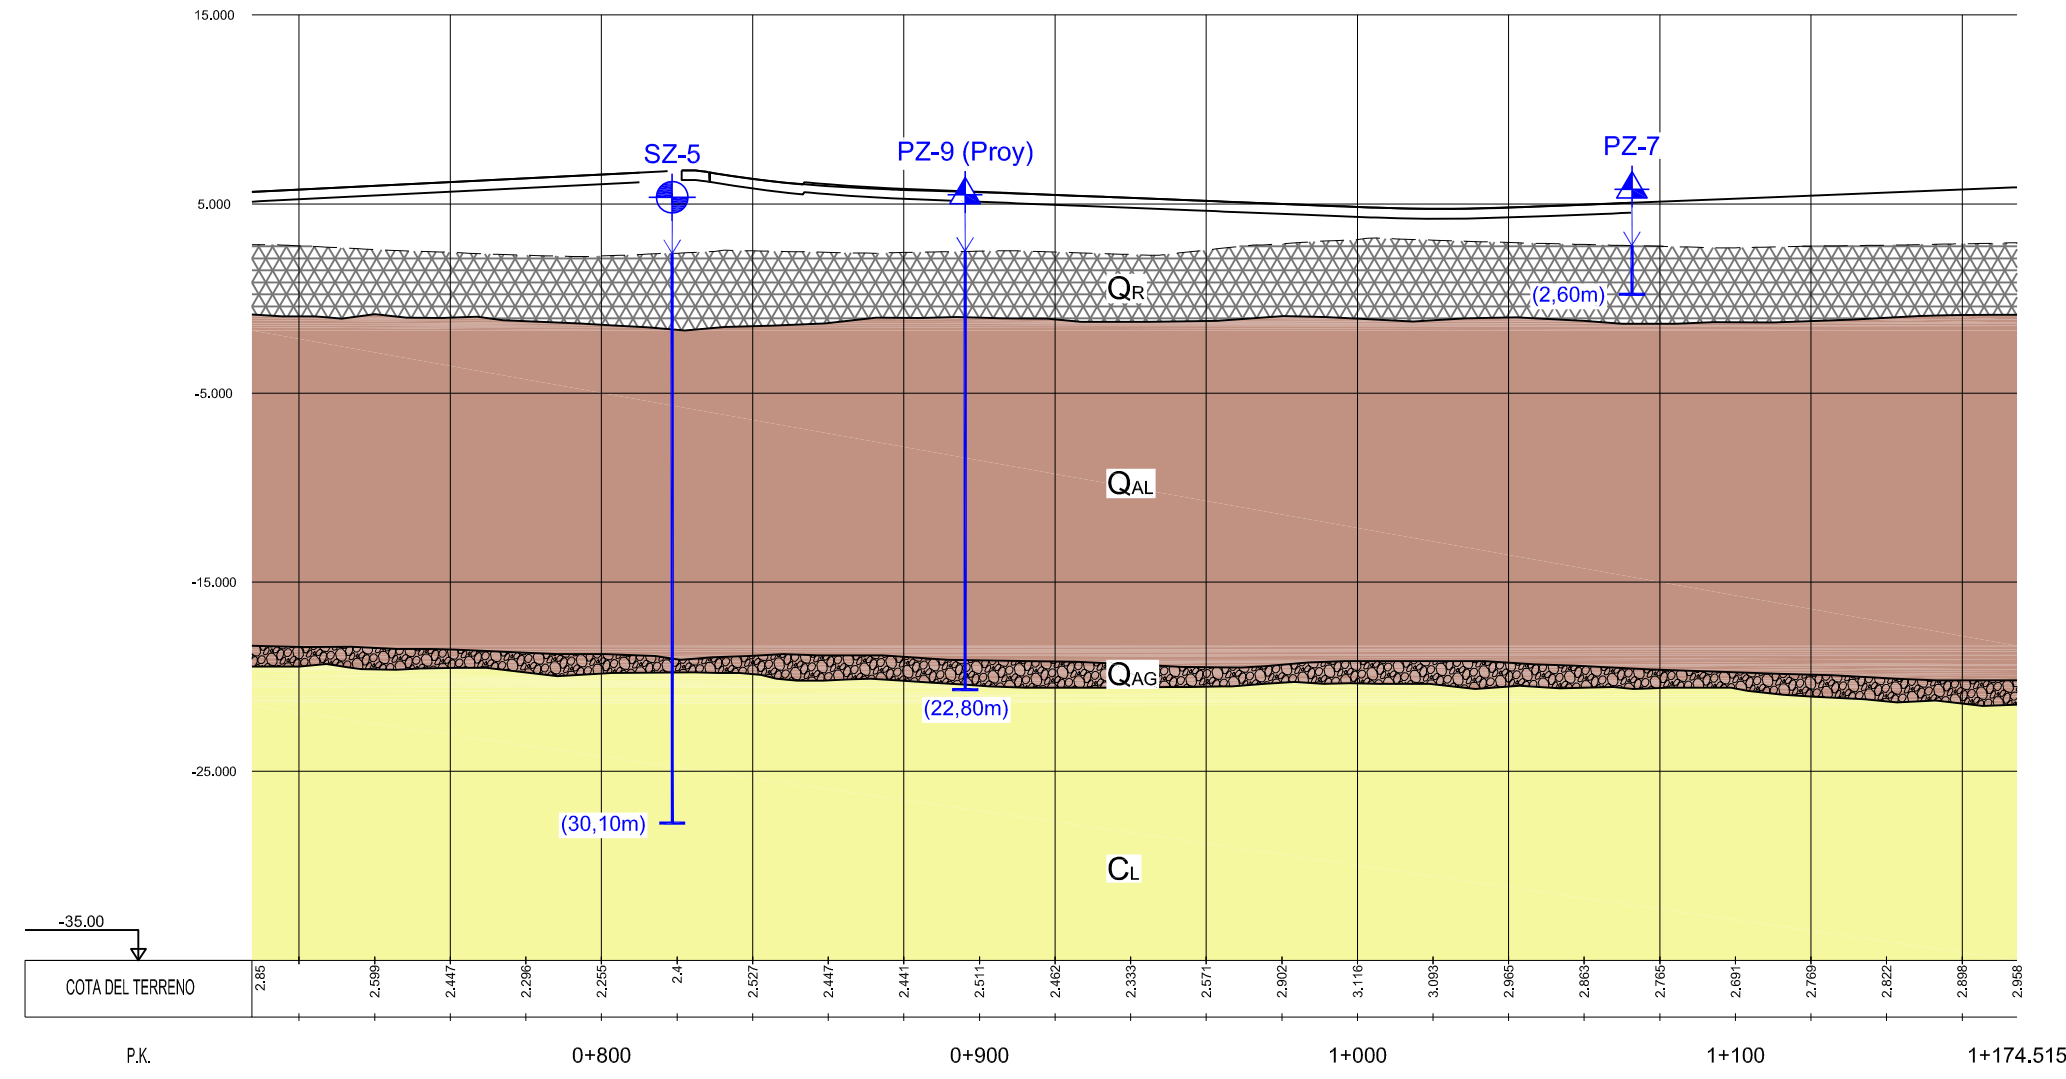 15.000
SZ-5
PZ-9 (Proy)
PZ-7
5.000
QR
(2,60m)
-5.000
QAL
-15.000
QAG
(22,80m)
-25.000
(30,10m)
CL
-35.00
COTA DEL TERRENO
2.85
2.599
2.447
2.296
2.255
2.4
2.527
2.447
2.441
2.511
2.462
2.333
2.571
2.902
3.116
3.093
2.965
2.863
2.765
2.691
2.769
2.822
2.898
2.958
P.K.
0+800
0+900
1+000
1+100
1+174.515